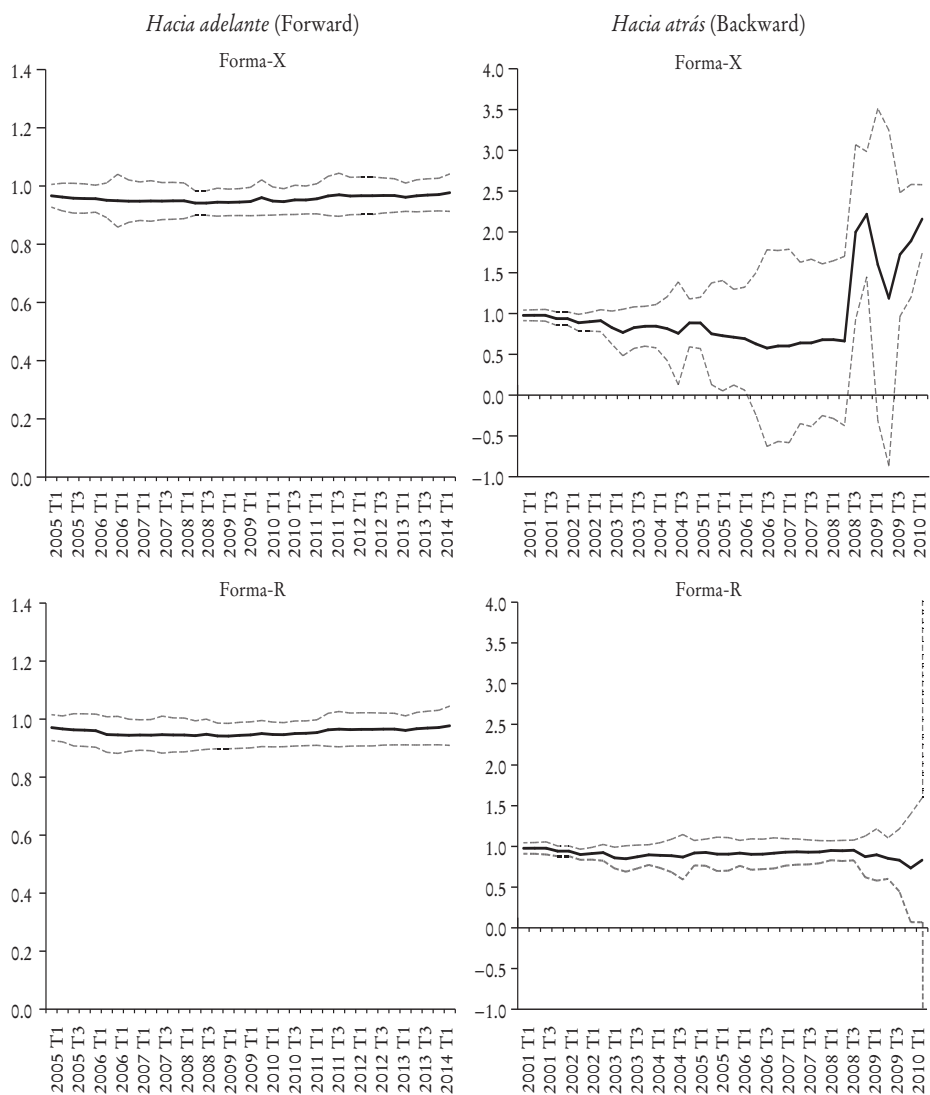 Hacia adelante (Forward)
Hacia atrás (Backward)
Forma-X
1.4
1.2
1.0
0.8
0.6
0.4
0.2
0.0
2005 T1
2005 T3
2006 T1
2006 T1
2007 T1
2007 T3
2008 T1
2008 T3
2009 T1
2009 T1
2010 T1
2010 T3
2011 T1
2011 T3
2012 T1
2012 T3
2013 T1
2013 T3
2014 T1
Forma-X
4.0
3.5
3.0
2.5
2.0
1.5
1.0
0.5
0.0
−0.5
−1.0
2001 T1
2001 T3
2002 T1
2002 T1
2003 T1
2003 T3
2004 T1
2004 T3
2005 T1
2005 T1
2006 T1
2006 T3
2007 T1
2007 T3
2008 T1
2008 T3
2009 T1
2009 T3
2010 T1
Forma-R
1.4
1.2
1.0
0.8
0.6
0.4
0.2
0.0
2005 T1
2005 T3
2006 T1
2006 T1
2007 T1
2007 T3
2008 T1
2008 T3
2009 T1
2009 T1
2010 T1
2010 T3
2011 T1
2011 T3
2012 T1
2012 T3
2013 T1
2013 T3
2014 T1
Forma-R
4.0
3.5
3.0
2.5
2.0
1.5
1.0
0.5
0.0
−0.5
−1.0
2001 T1
2001 T3
2002 T1
2002 T1
2003 T1
2003 T3
2004 T1
2004 T3
2005 T1
2005 T1
2006 T1
2006 T3
2007 T1
2007 T3
2008 T1
2008 T3
2009 T1
2009 T3
2010 T1